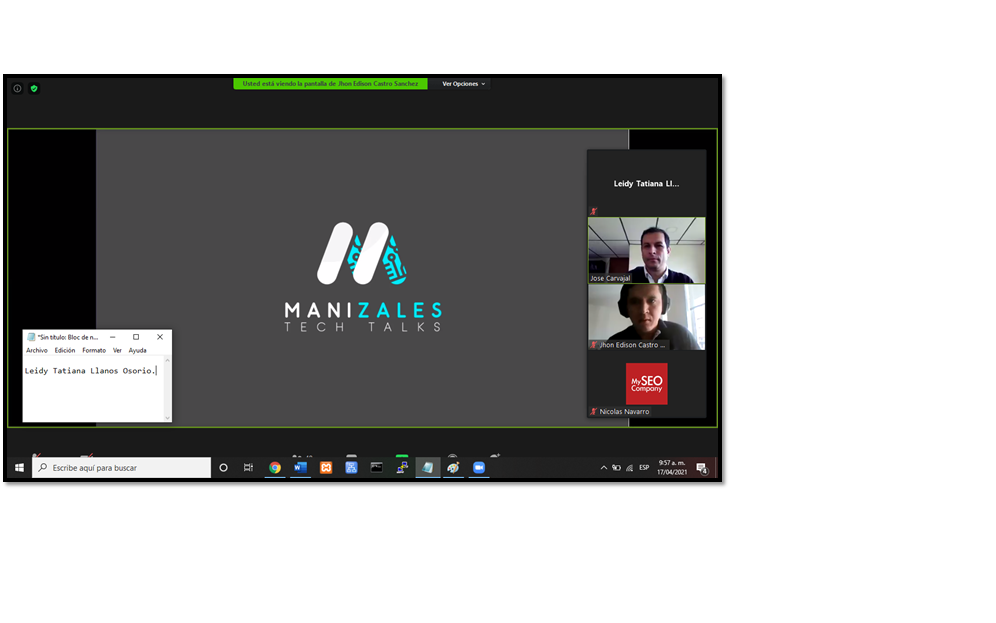 Usted está viendo la pantalla de Jhon Edison Castro Sanchez
Ver Opciones
Leidy Tatiana Ll...
Jose Carvajal
Jhon Edison Castro ...
My SEO
Company
Nicolas Navarro
MANIZALES
TECH TALKS
*Sin título: Bloc de n...
Archivo Edición Formato Ver Ayuda
Leidy Tatiana Llanos Osorio.
Escribe aquí para buscar
ESP
9:57 a. m.
17/04/2021
4